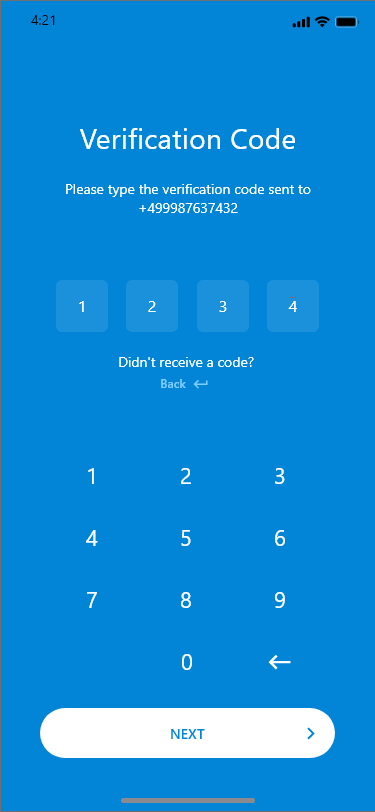 4:21
Verification Code
Please type the verification code sent to
+499987637432
1 2 3 4
Didn't receive a code?
Back
1 2 3
4 5 6
7 8 9
0
NEXT